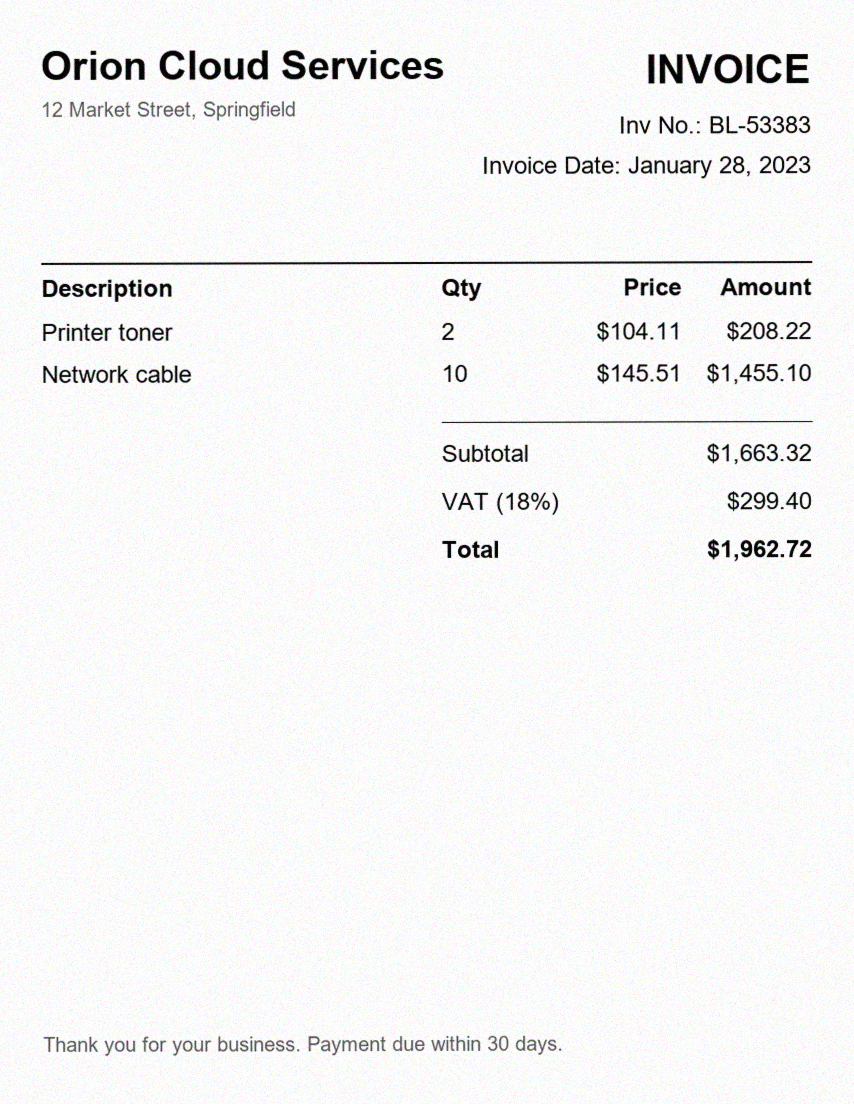 Orion Cloud Services
INVOICE
12 Market Street, Springfield
Inv No.: BL-53383
Invoice Date: January 28, 2023
Description Qty Price Amount
Printer toner 2 $104.11 $208.22
Network cable 10 $145.51 $1,455.10
Subtotal $1,663.32
VAT (18%) $299.40
Total $1,962.72
Thank you for your business. Payment due within 30 days.